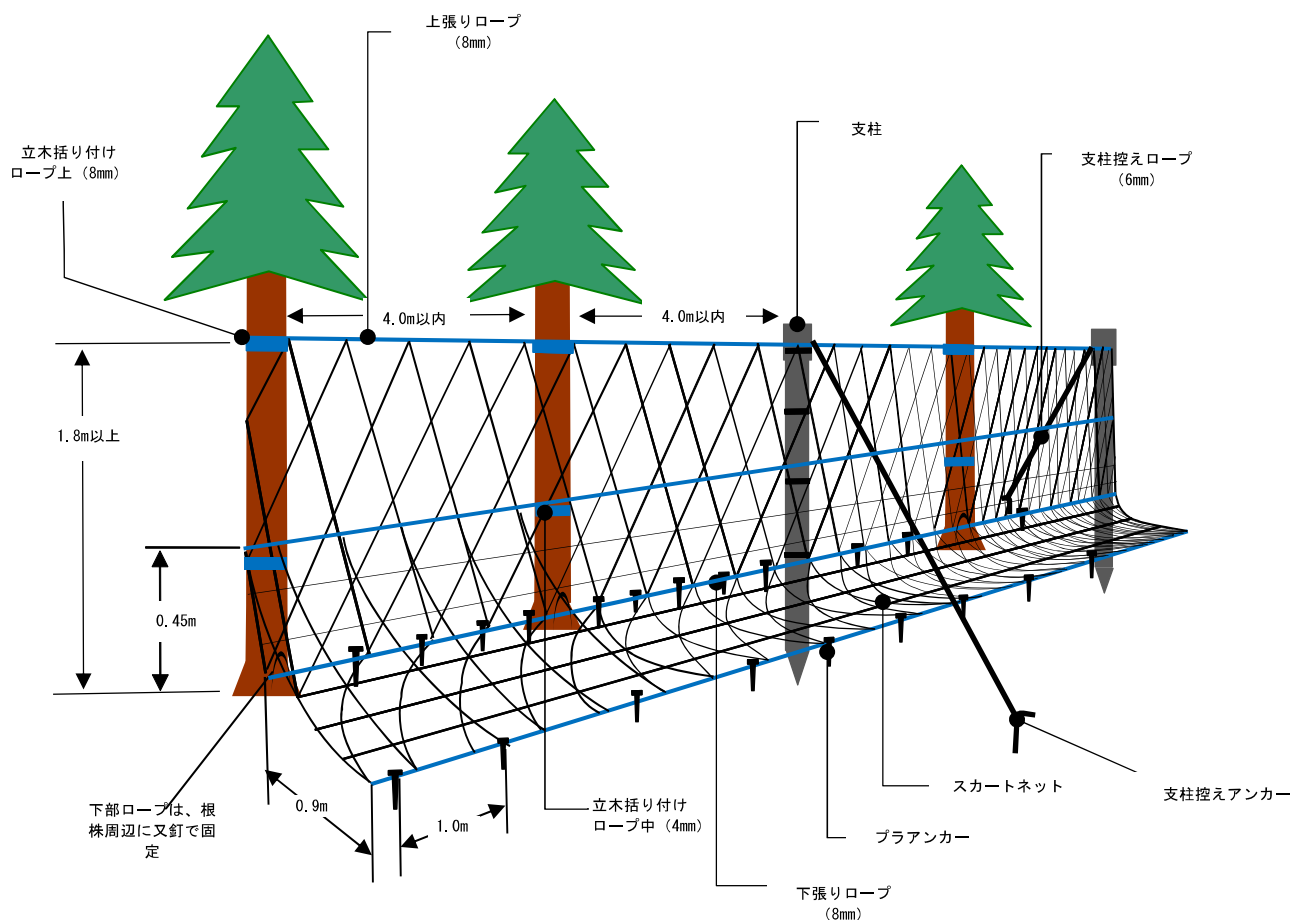 上張りロープ
(8mm)
支柱
立木括り付け
ロープ上 (8mm)
支柱控えロープ
(6mm)
4.0m以内
4.0m以内
1.8m以上
0.45m
0.9m
1.0m
下部ロープは、根
株周辺に又釘で固
定
立木括り付け
ロープ中 (4mm)
スカートネット
支柱控えアンカー
プラアンカー
下張りロープ
(8mm)